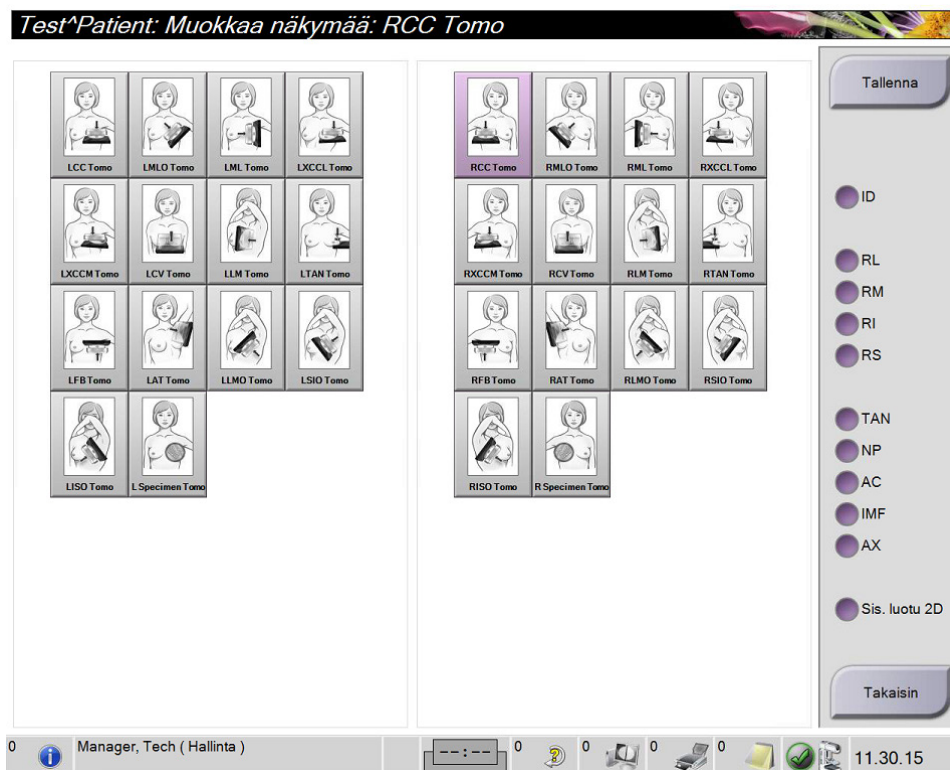 Test^Patient: Muokkaa näkymää: RCC Tomo
LCC Tomo
LMLO Tomo
LML Tomo
LXCCL Tomo
LXCCM Tomo
LCV Tomo
LLM Tomo
LTAN Tomo
LFB Tomo
LAT Tomo
LLMO Tomo
LSIO Tomo
LISO Tomo
L Specimen Tomo
RCC Tomo
RMLO Tomo
RML Tomo
RXCCL Tomo
RXCCM Tomo
RCV Tomo
RLM Tomo
RTAN Tomo
RFB Tomo
RAT Tomo
RLMO Tomo
RSIO Tomo
RISO Tomo
R Specimen Tomo
Tallenna
ID
RL
RM
RI
RS
TAN
NP
AC
IMF
AX
Sis. luotu 2D
Takaisin
0
Manager, Tech ( Hallinta )
--:--
0
0
0
0
11.30.15